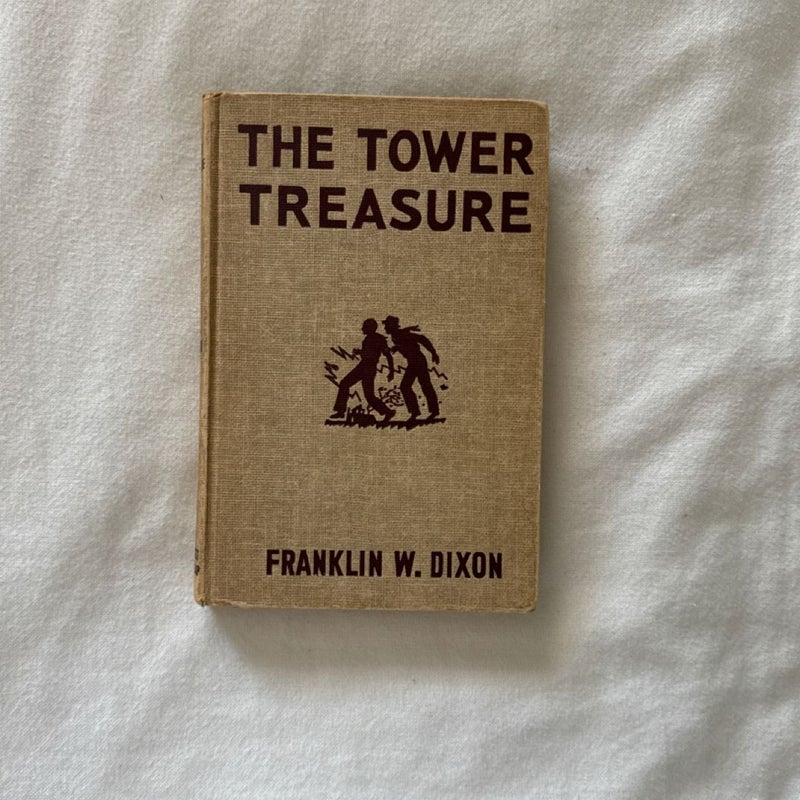 THE TOWER
TREASURE
FRANKLIN W. DIXON